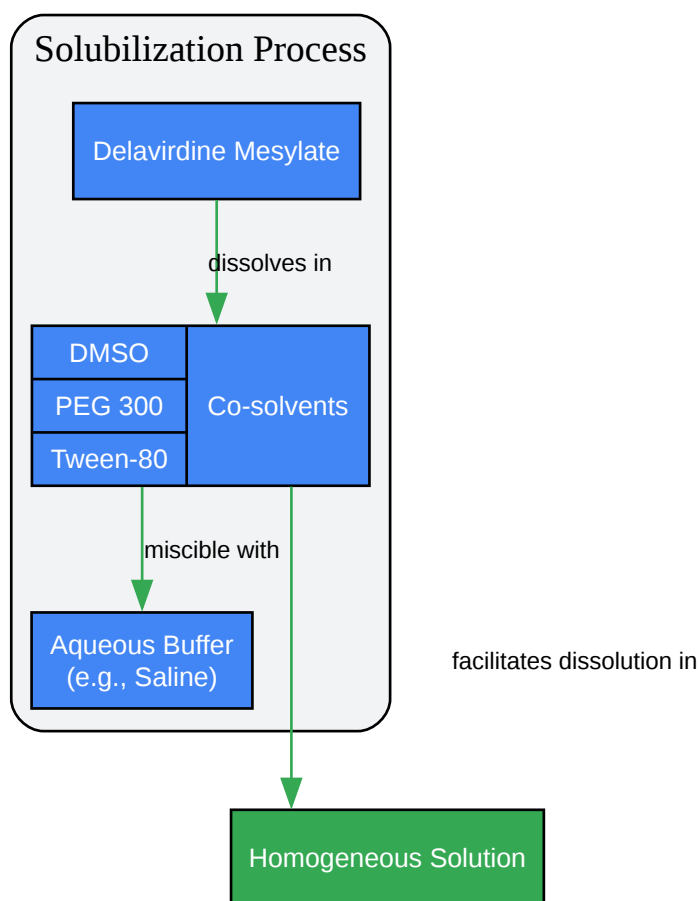 Solubilization Process
Delavirdine Mesylate
dissolves in
DMSO
PEG 300
Tween-80
Co-solvents
miscible with
Aqueous Buffer
(e.g., Saline)
facilitates dissolution in
Homogeneous Solution